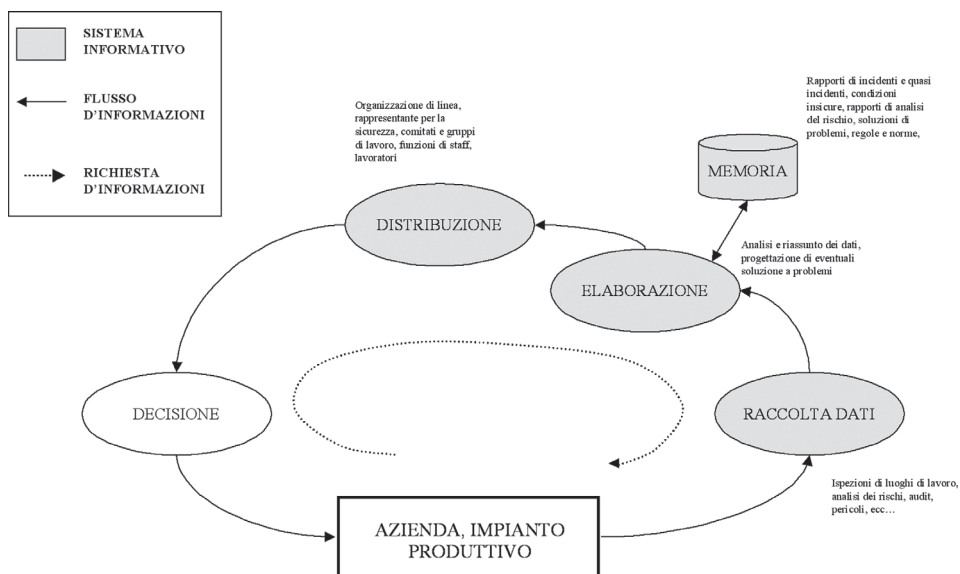 SISTEMA
INFORMATIVO
FLUSSO
D'INFORMAZIONI
RICHIESTA
D'INFORMAZIONI
Organizzazione di linea,
rappresentante per la
sicurezza, comitati e gruppi
di lavoro, funzioni di staff,
lavoratori
Rapporti di incidenti e quasi
incidenti, condizioni
insicure, rapporti di analisi
del rischio, soluzioni di
problemi, regole e norme,
MEMORIA
DISTRIBUZIONE
Analisi e riassunto dei dati,
progettazione di eventuali
soluzione a problemi
ELABORAZIONE
DECISIONE
RACCOLTA DATI
Ispezioni di luoghi di lavoro,
analisi dei rischi, audit,
pericoli, ecc…
AZIENDA, IMPIANTO
PRODUTTIVO